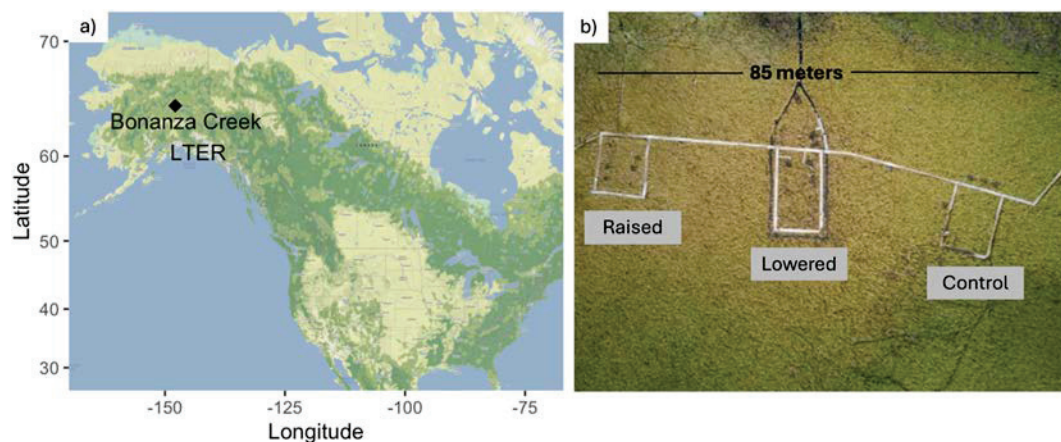 a)
70
60
50
40
30
Latitude
Bonanza Creek
LTER
-150
-125
-100
-75
Longitude
b)
85 meters
Raised
Lowered
Control